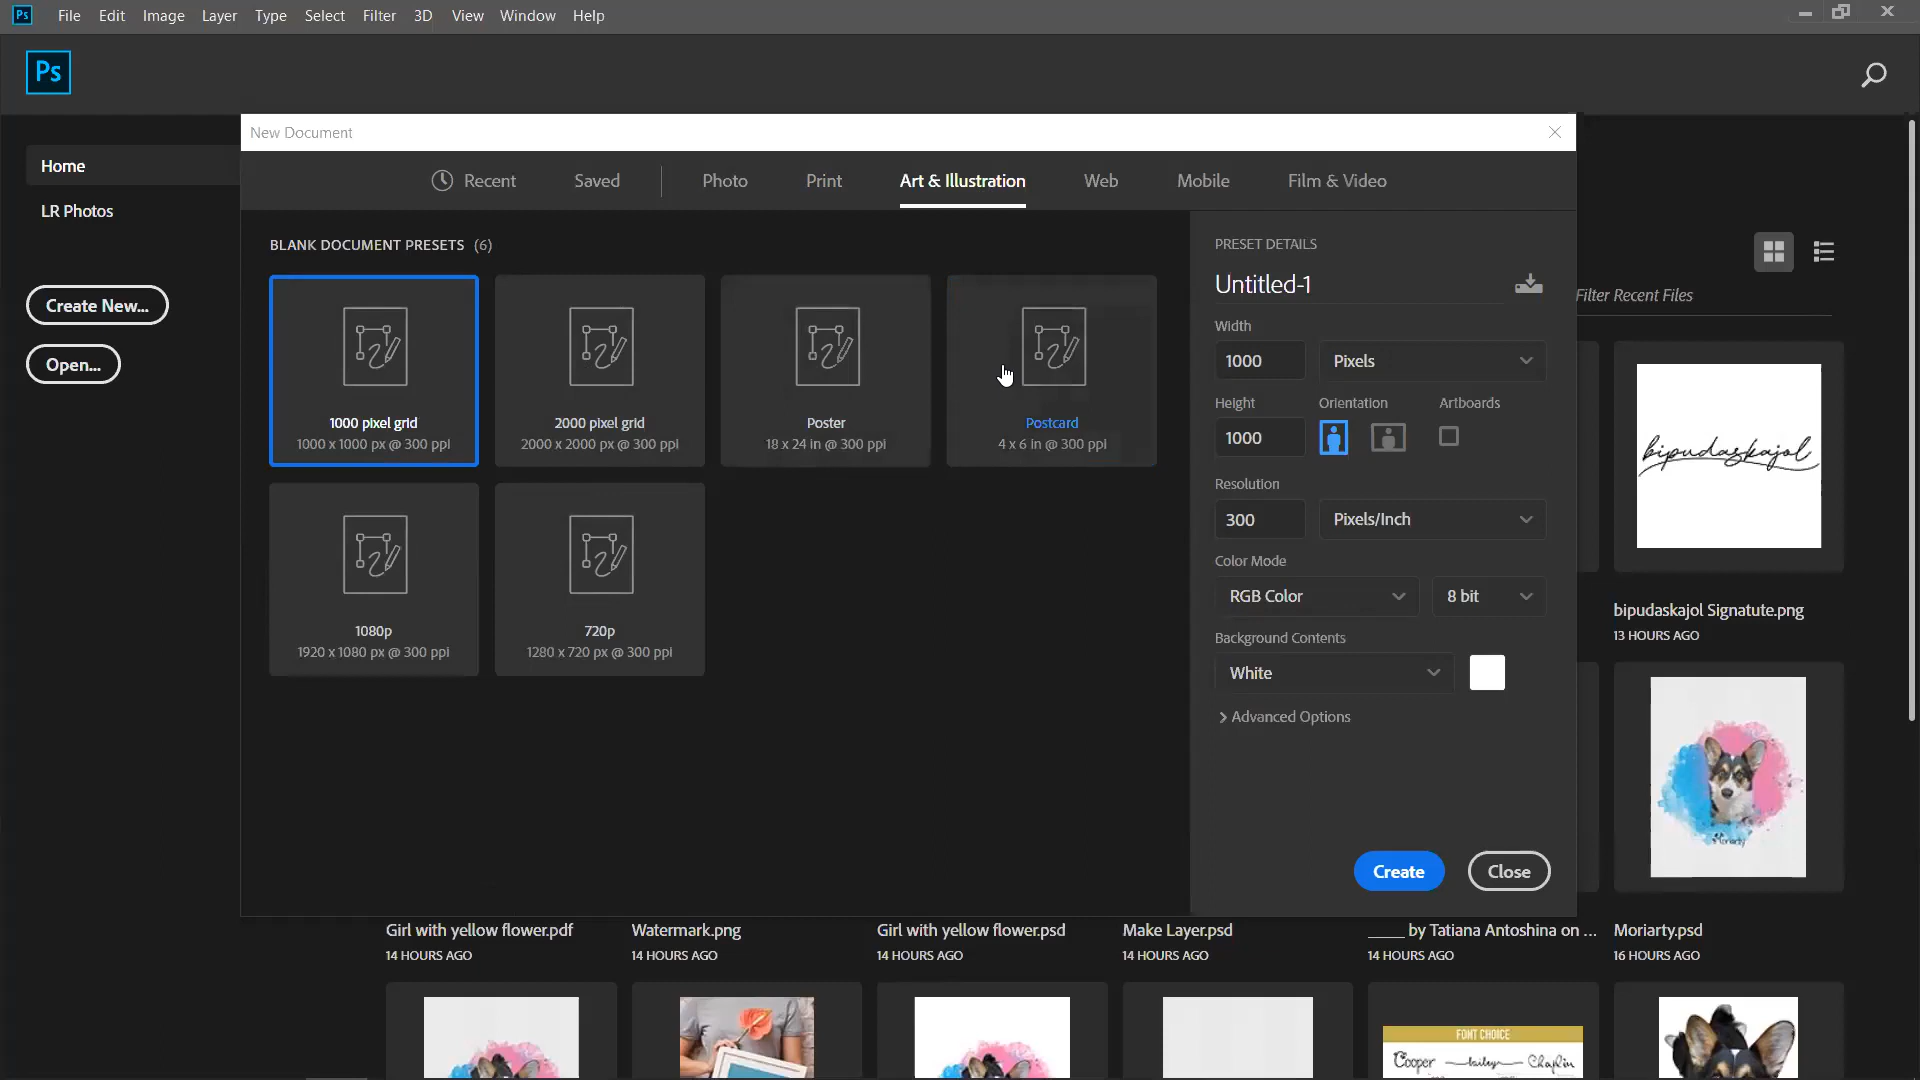 Ps File Edit Image Layer Type Select Filter 3D View Window Help
Ps
New Document
Home
LR Photos
Create New...
Open...
Recent Saved Photo Print Art & Illustration Web Mobile Film & Video
BLANK DOCUMENT PRESETS (6)
1000 pixel grid
1000 x 1000 px @ 300 ppi
2000 pixel grid
2000 x 2000 px @ 300 ppi
Poster
18 x 24 in @ 300 ppi
Postcard
4 x 6 in @ 300 ppi
1080p
1920 x 1080 px @ 300 ppi
720p
1280 x 720 px @ 300 ppi
PRESET DETAILS
Untitled-1
Width
1000 Pixels
Height Orientation Artboards
1000
Resolution
300 Pixels/Inch
Color Mode
RGB Color 8 bit
Background Contents
White
Advanced Options
Create Close
Filter Recent Files
bipudaskajol
bipudaskajol Signatute.png
13 HOURS AGO
Moriarty
Girl with yellow flower.pdf
14 HOURS AGO
Watermark.png
14 HOURS AGO
Girl with yellow flower.psd
14 HOURS AGO
Make Layer.psd
14 HOURS AGO
_____ by Tatiana Antoshina on ...
14 HOURS AGO
Moriarty.psd
16 HOURS AGO
FONT CHOICE
Cooper bailey Chaplin